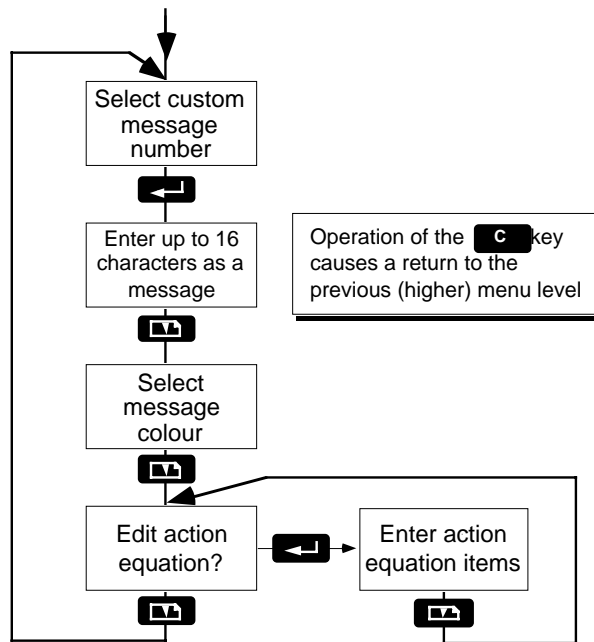 Select custom
message
number
Enter up to 16
characters as a
message
Operation of the C key
causes a return to the
previous (higher) menu level
Select
message
colour
Edit action
equation?
Enter action
equation items